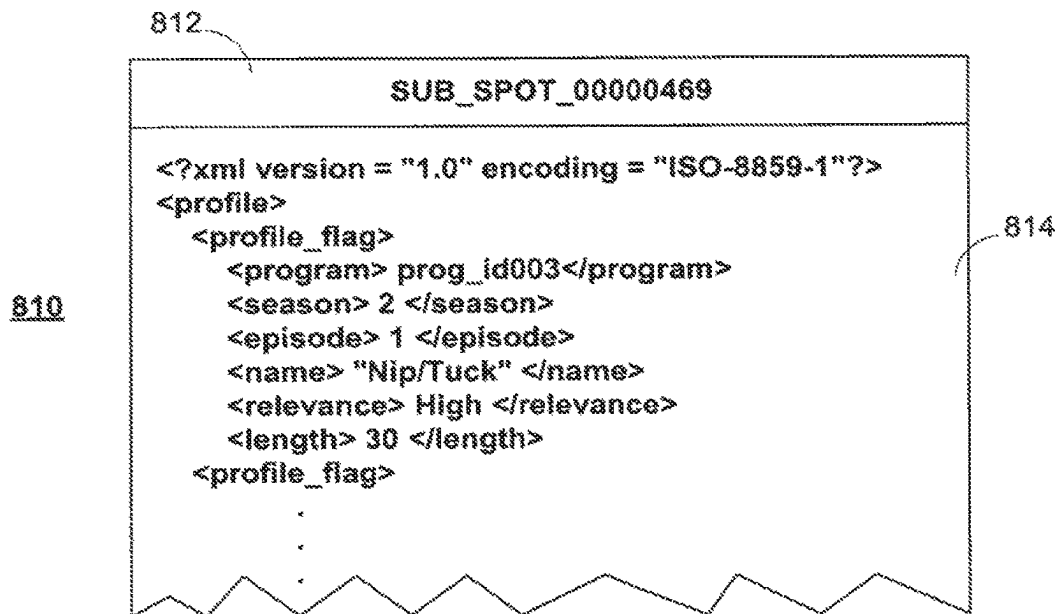 812
SUB_SPOT_00000469
<?xml version = "1.0" encoding = "ISO-8859-1"?>
<profile>
<profile_flag>
814
<program> prog_id003</program>
810
<season> 2 </season>
<episode> 1 </episode>
<name> "Nip/Tuck" </name>
<relevance> High </relevance>
<length> 30 </length>
<profile_flag>